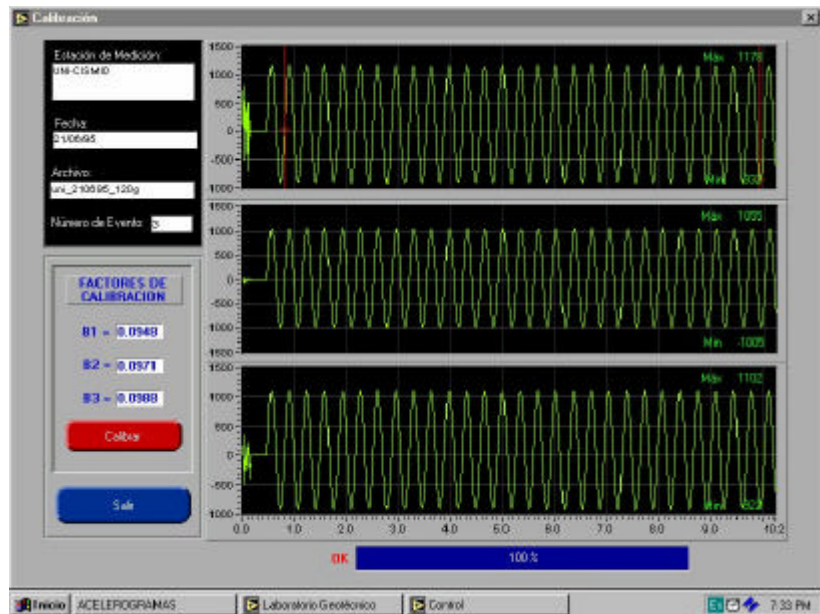 Calibración
Estación de Medición:
UNI-CISMID
Fecha:
21/06/95
Archivo:
uni_210695_120g
Número de Evento: 3
FACTORES DE
CALIBRACION
B1 = 0.0948
B2 = 0.0971
B3 = 0.0988
Calibrar
Salir
1500
1000
500
0
-500
1000
Máx 1178
Mín
1500
1000
500
0
-500
1000
1500
Máx 1055
Mín -1005
1500
1000
500
0
-500
1000
Máx 1102
Mín
0.0 1.0 2.0 3.0 4.0 5.0 6.0 7.0 8.0 9.0 10.2
OK 100%
Inicio ACELEROGRAMAS Laboratorio Geotécnico Control En 7:33 PM